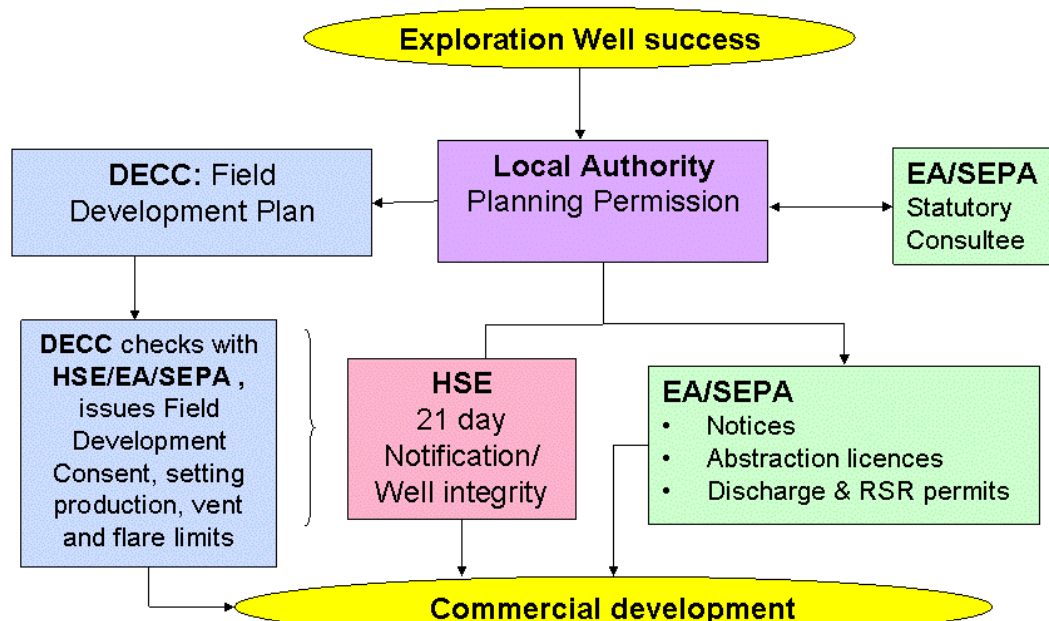 Exploration Well success
DECC: Field
Development Plan
Local Authority
Planning Permission
EA/SEPA
Statutory
Consultee
DECC checks with
HSE/EA/SEPA ,
issues Field
Development
Consent, setting
production, vent
and flare limits
HSE
21 day
Notification/
Well integrity
EA/SEPA
• Notices
• Abstraction licences
• Discharge & RSR permits
Commercial development